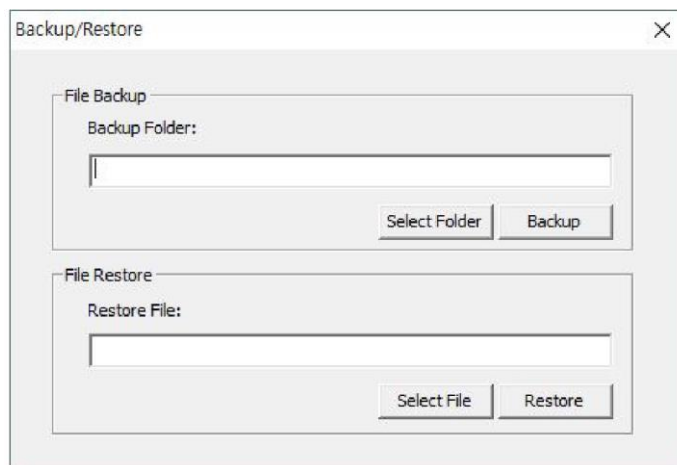 Backup/Restore
File Backup
Backup Folder:
Select Folder Backup
File Restore
Restore File:
Select File Restore